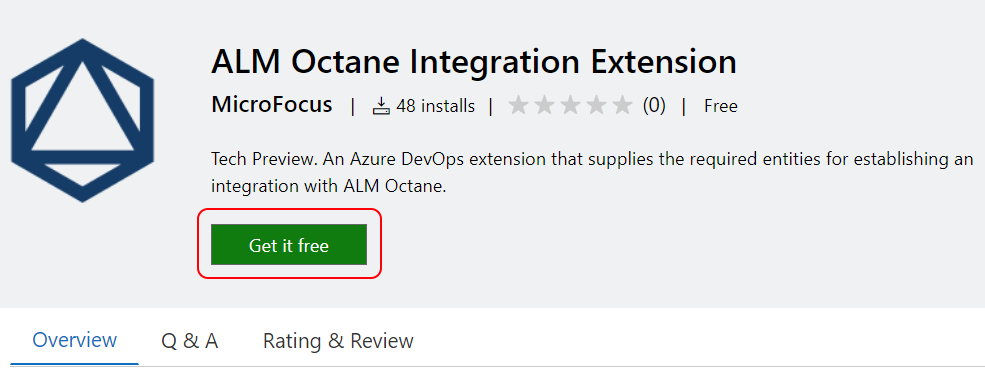 ALM Octane Integration Extension
MicroFocus | 48 installs | (0) | Free
Tech Preview. An Azure DevOps extension that supplies the required entities for establishing an
integration with ALM Octane.
Get it free
Overview Q & A Rating & Review